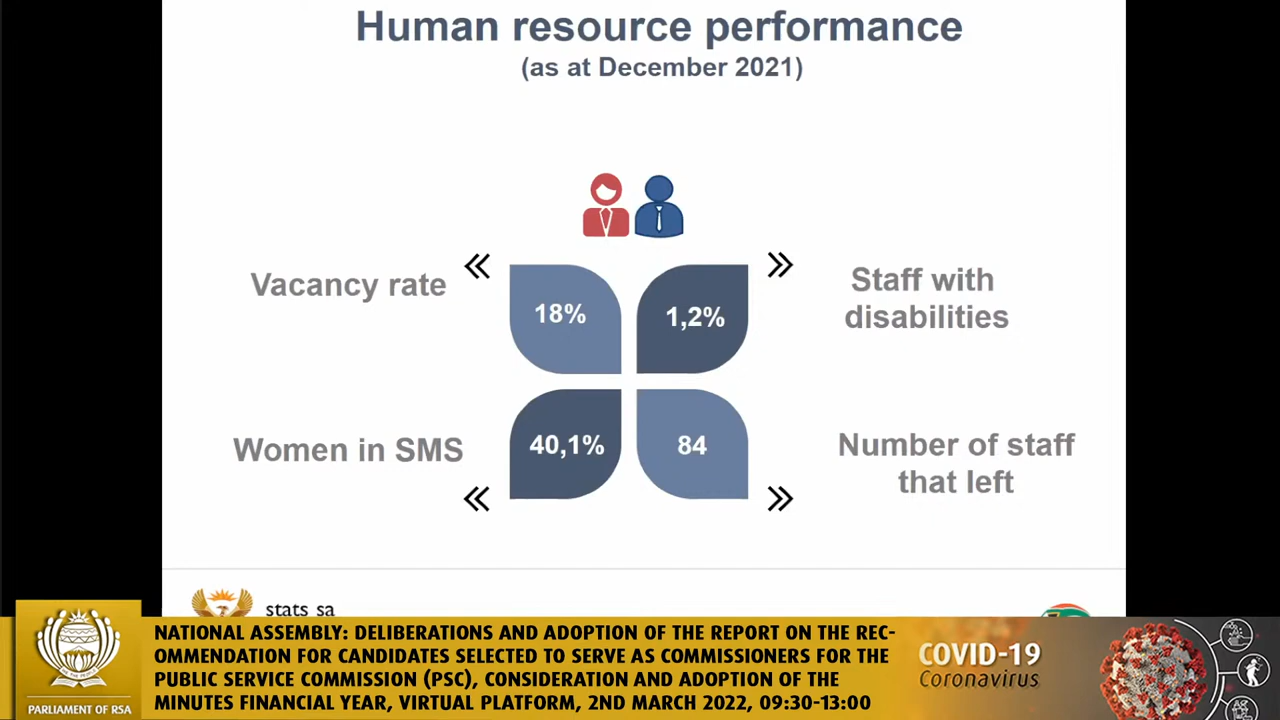 Human resource performance
(as at December 2021)
Vacancy rate
18%
1,2%
Staff with
disabilities
Women in SMS
40,1%
84
Number of staff
that left
stats sa
PARLIAMENT OF RSA
NATIONAL ASSEMBLY: DELIBERATIONS AND ADOPTION OF THE REPORT ON THE REC-
OMMENDATION FOR CANDIDATES SELECTED TO SERVE AS COMMISSIONERS FOR THE
PUBLIC SERVICE COMMISSION (PSC), CONSIDERATION AND ADOPTION OF THE
MINUTES FINANCIAL YEAR, VIRTUAL PLATFORM, 2ND MARCH 2022, 09:30-13:00
COVID-19
Coronavirus